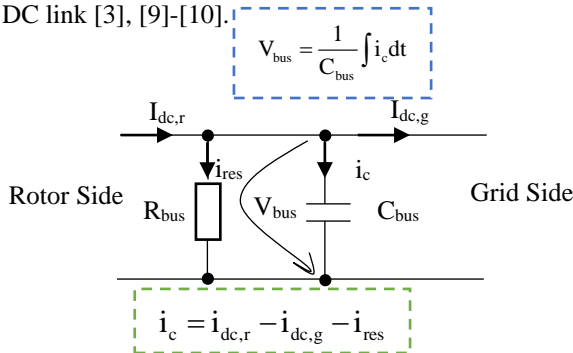 DC link [3], [9]-[10].
V_bus = 1/C_bus ∫ i_c dt
I_dc,r
I_dc,g
i_res
i_c
Rotor Side
R_bus
V_bus
C_bus
Grid Side
i_c = i_dc,r − i_dc,g − i_res